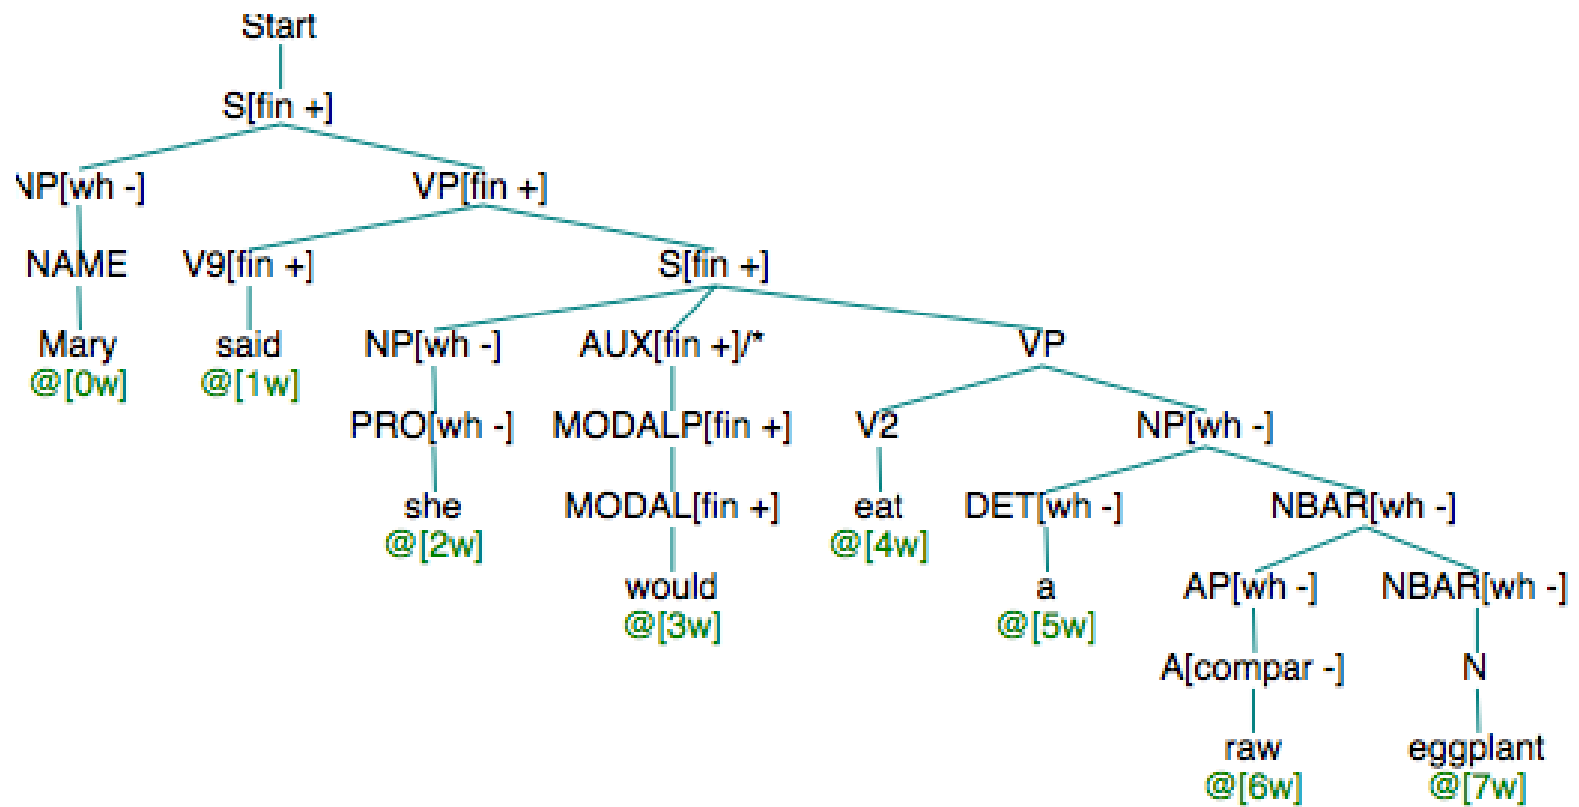 Start
S[fin +]
NP[wh -] VP[fin +]
NAME V9[fin +] S[fin +]
Mary said NP[wh -] AUX[fin +]/* VP
@[0w] @[1w]
PRO[wh -] MODALP[fin +] V2 NP[wh -]
she MODAL[fin +] eat DET[wh -] NBAR[wh -]
@[2w] @[4w]
would a AP[wh -] NBAR[wh -]
@[3w] @[5w]
A[compar -] N
raw eggplant
@[6w] @[7w]